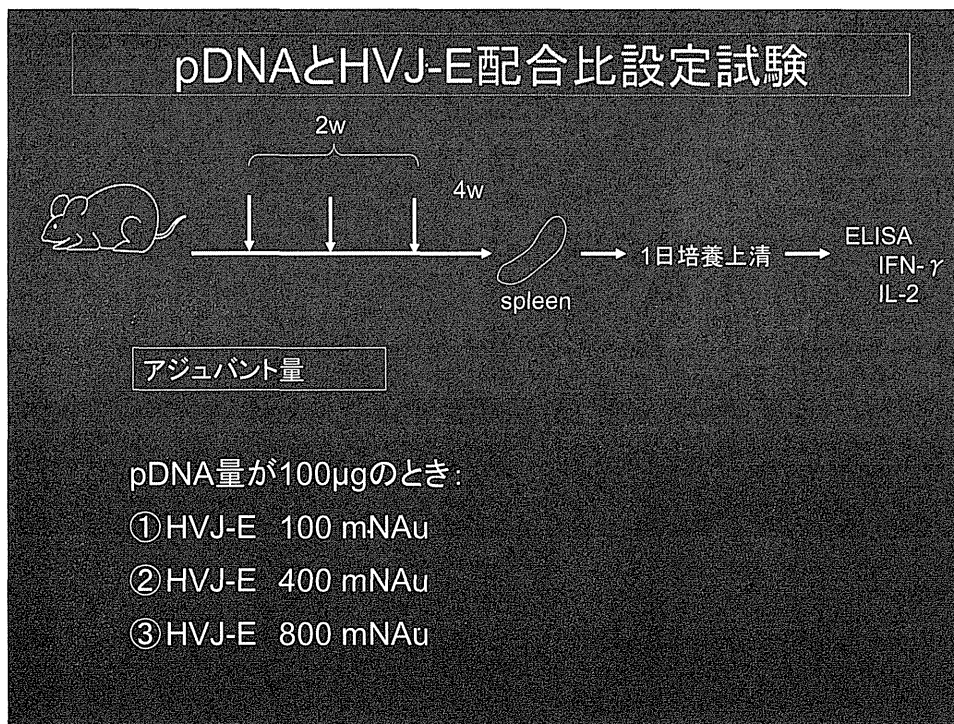 pDNAとHVJ-E配合比設定試験
2w
4w
spleen
1日培養上清
ELISA
IFN-γ
IL-2
アジュバント量
pDNA量が100μgのとき:
①HVJ-E 100 mNAu
②HVJ-E 400 mNAu
③HVJ-E 800 mNAu